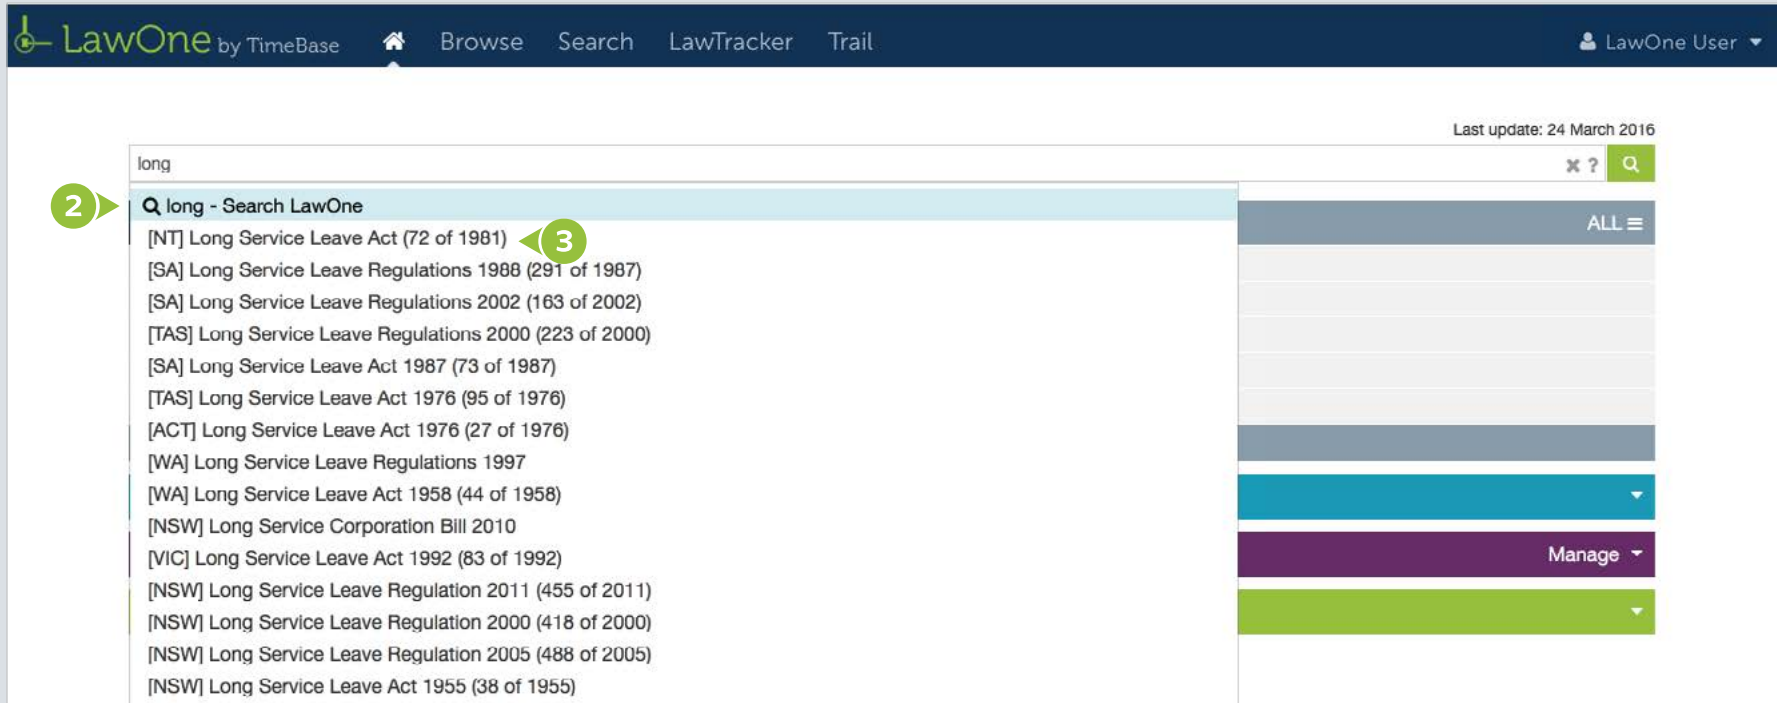 LawOne by TimeBase Browse Search LawTracker Trail LawOne User
Last update: 24 March 2016
long ?
2 long - Search LawOne
ALL
[NT] Long Service Leave Act (72 of 1981) 3
[SA] Long Service Leave Regulations 1988 (291 of 1987)
[SA] Long Service Leave Regulations 2002 (163 of 2002)
[TAS] Long Service Leave Regulations 2000 (223 of 2000)
[SA] Long Service Leave Act 1987 (73 of 1987)
[TAS] Long Service Leave Act 1976 (95 of 1976)
[ACT] Long Service Leave Act 1976 (27 of 1976)
[WA] Long Service Leave Regulations 1997
[WA] Long Service Leave Act 1958 (44 of 1958)
[NSW] Long Service Corporation Bill 2010
[VIC] Long Service Leave Act 1992 (83 of 1992)
Manage
[NSW] Long Service Leave Regulation 2011 (455 of 2011)
[NSW] Long Service Leave Regulation 2000 (418 of 2000)
[NSW] Long Service Leave Regulation 2005 (488 of 2005)
[NSW] Long Service Leave Act 1955 (38 of 1955)